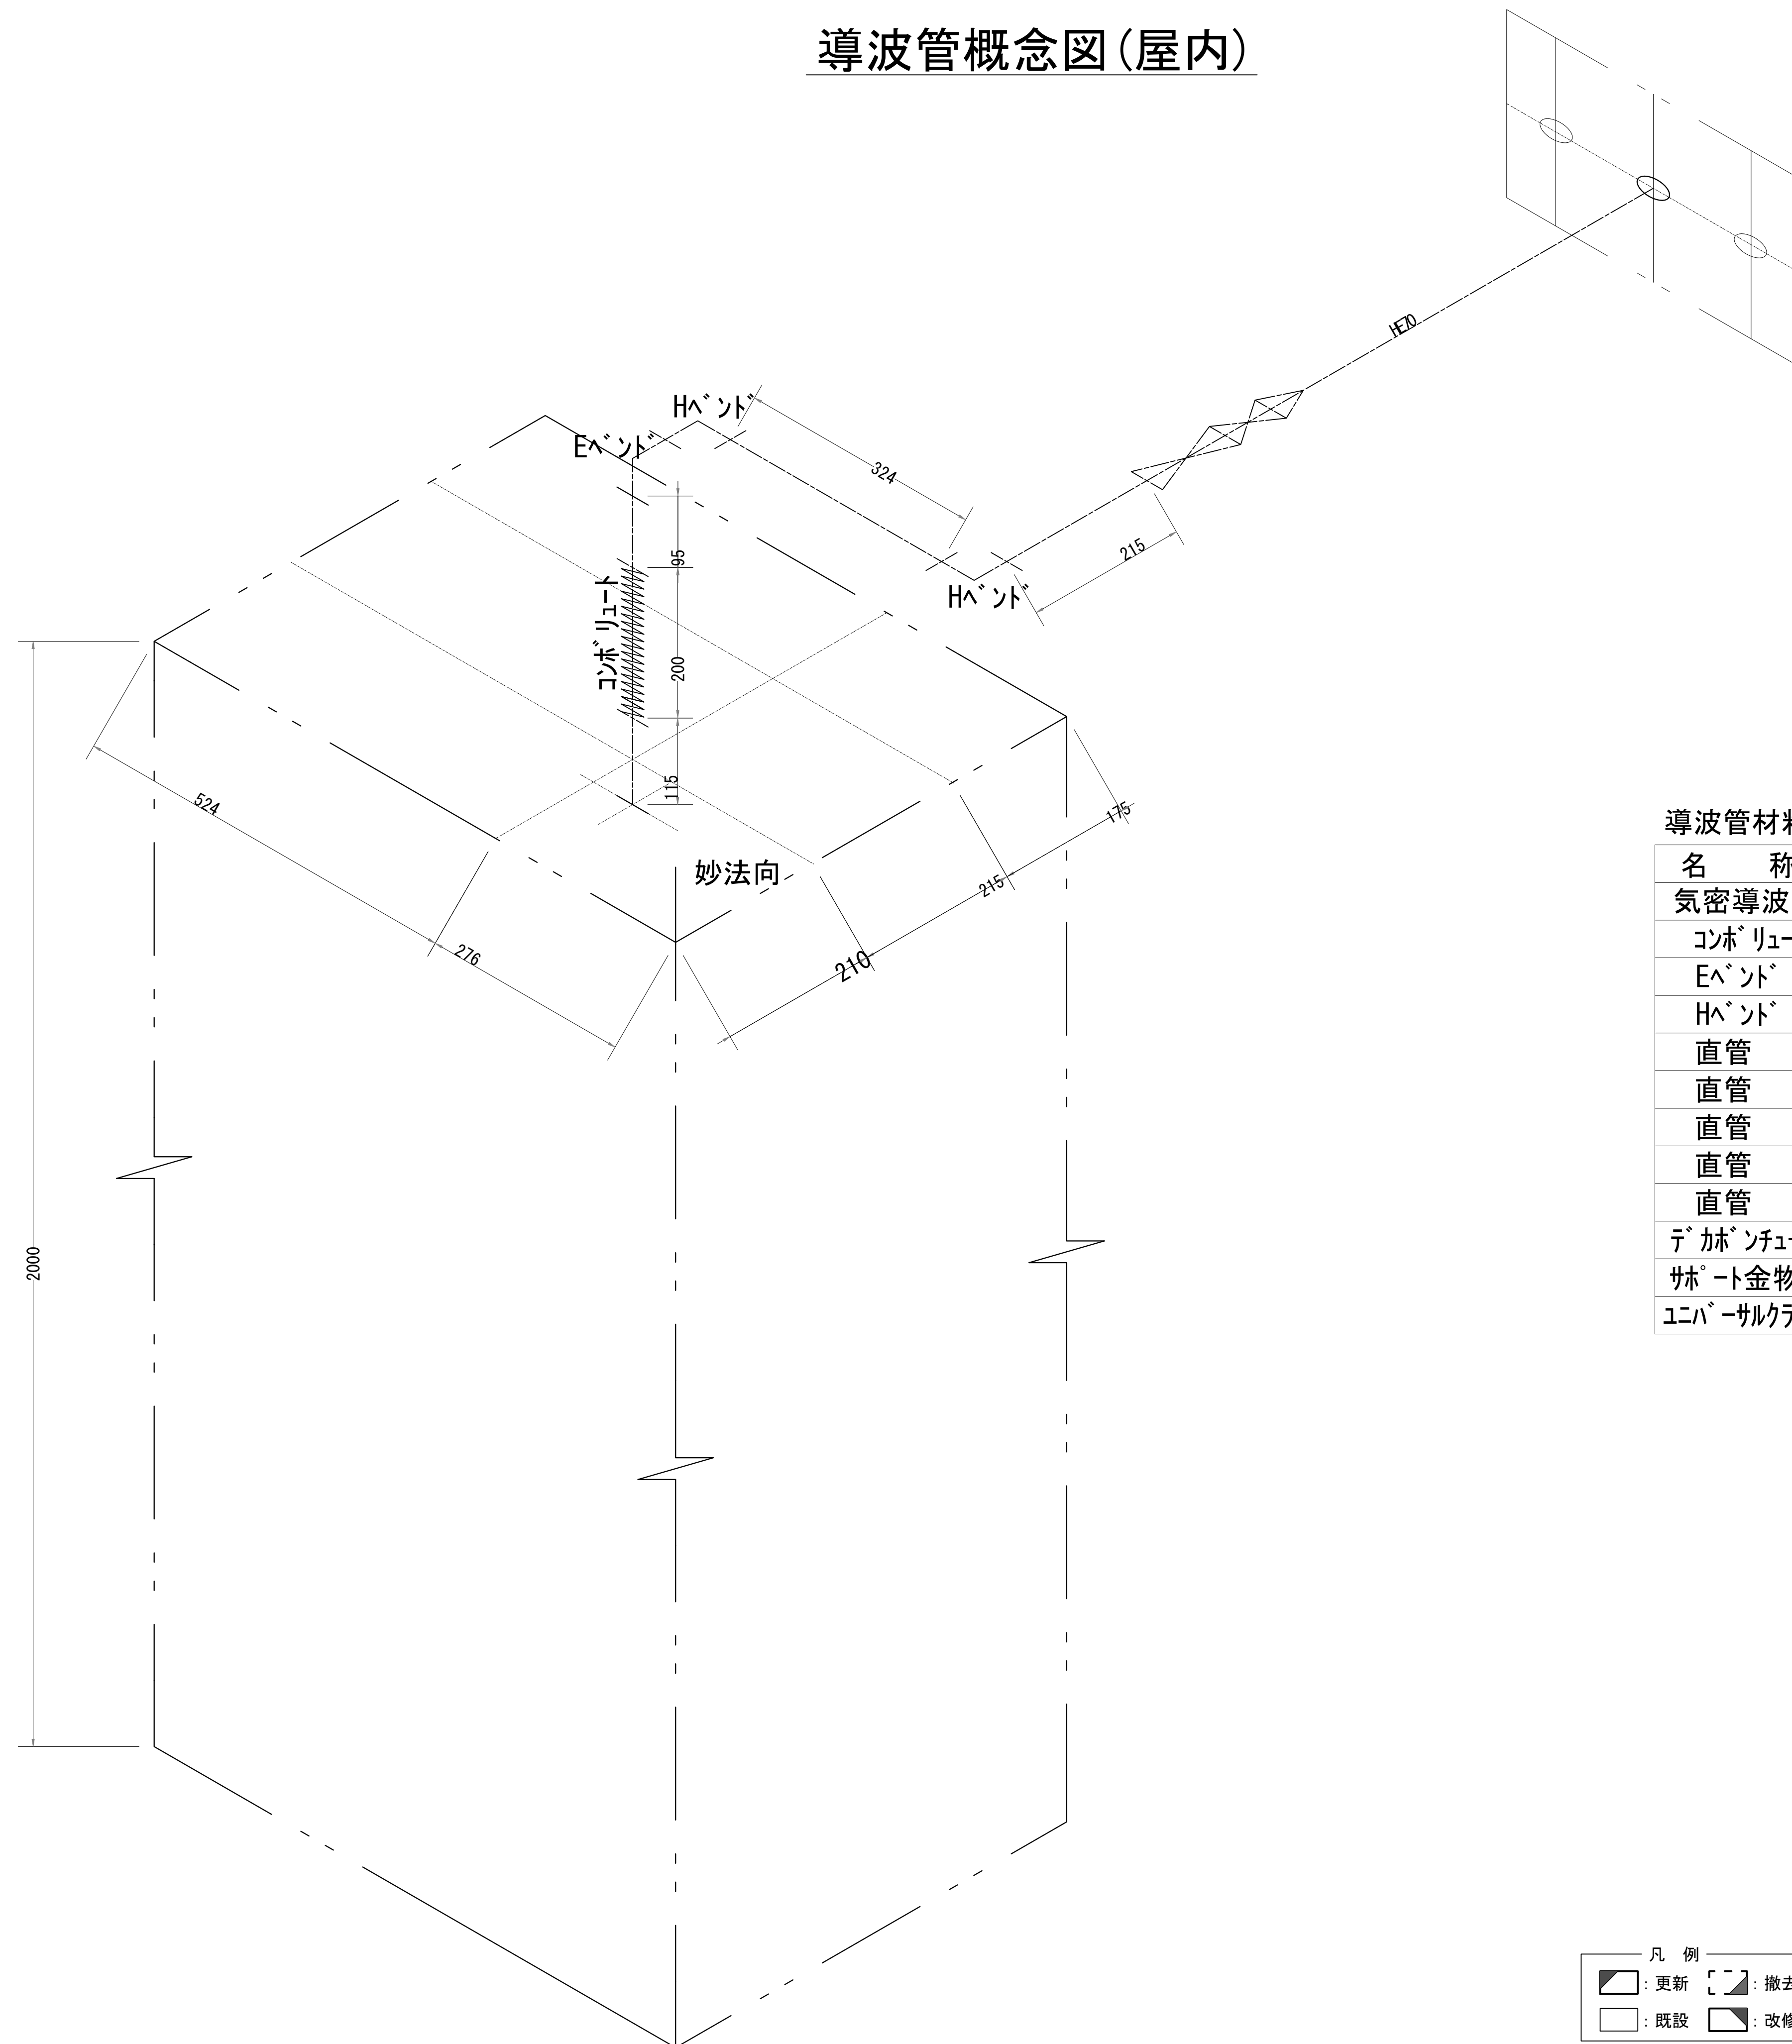 導波管概念図(屋内)
HE70
Hﾍﾞﾝﾄﾞ
Eﾍﾞﾝﾄﾞ
324
215
95
Hﾍﾞﾝﾄﾞ
ｺﾝﾎﾞﾘｭｰﾄ
200
115
524
175
妙法向
215
276
210
2000
導波管材料
名　　称
気密導波
ｺﾝﾎﾞﾘｭｰ
Eﾍﾞﾝﾄﾞ
Hﾍﾞﾝﾄﾞ
直管
直管
直管
直管
直管
ﾃﾞｶﾎﾞﾝﾁｭｰ
ｻﾎﾟｰﾄ金物
ﾕﾆﾊﾞｰｻﾙｸﾗ
凡　例
：更新　：撤去
：既設　：改修